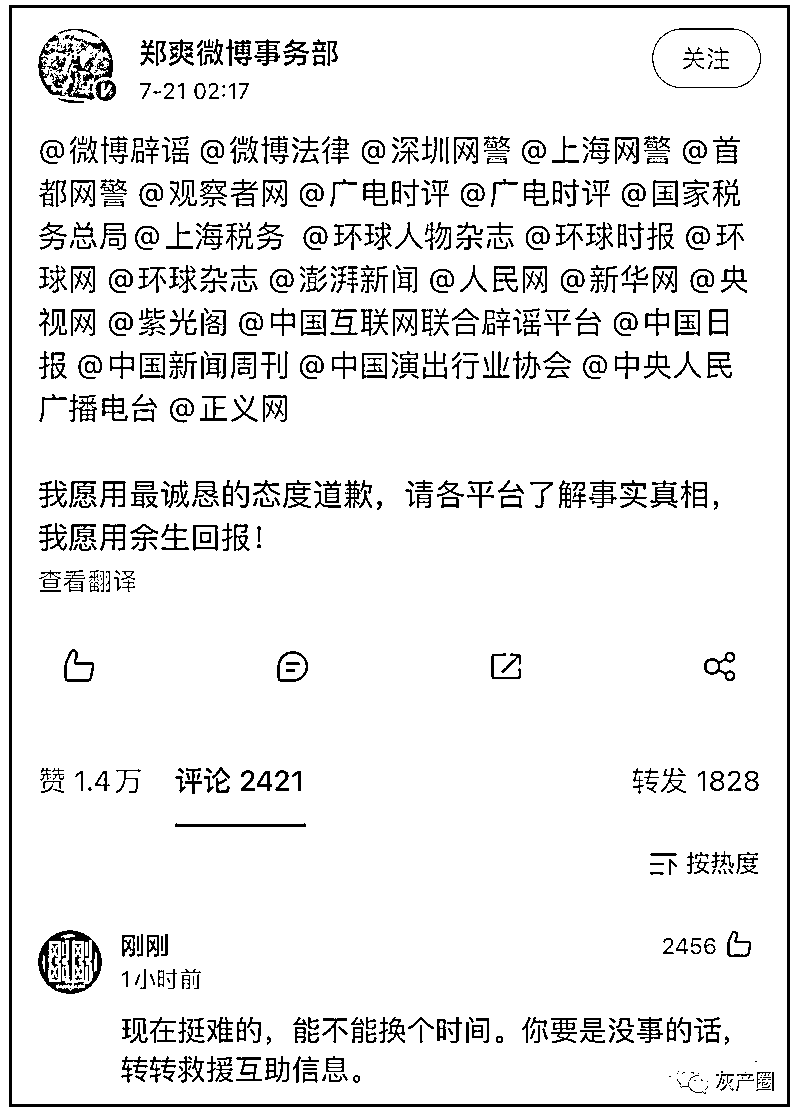 郑爽微博事务部
关注
7-21 02:17
@微博辟谣 @微博法律 @深圳网警 @上海网警 @首
都网警 @观察者网 @广电时评 @广电时评 @国家税
务总局@上海税务 @环球人物杂志 @环球时报 @环
球网 @环球杂志 @澎湃新闻 @人民网 @新华网 @央
视网 @紫光阁 @中国互联网联合辟谣平台 @中国日
报 @中国新闻周刊 @中国演出行业协会 @中央人民
广播电台 @正义网
我愿用最诚恳的态度道歉，请各平台了解事实真相，
我愿用余生回报！
查看翻译
赞 1.4万 评论 2421 转发 1828
按热度
刚刚 2456
1小时前
现在挺难的，能不能换个时间。你要是没事的话，
转转救援互助信息。
灰产圈